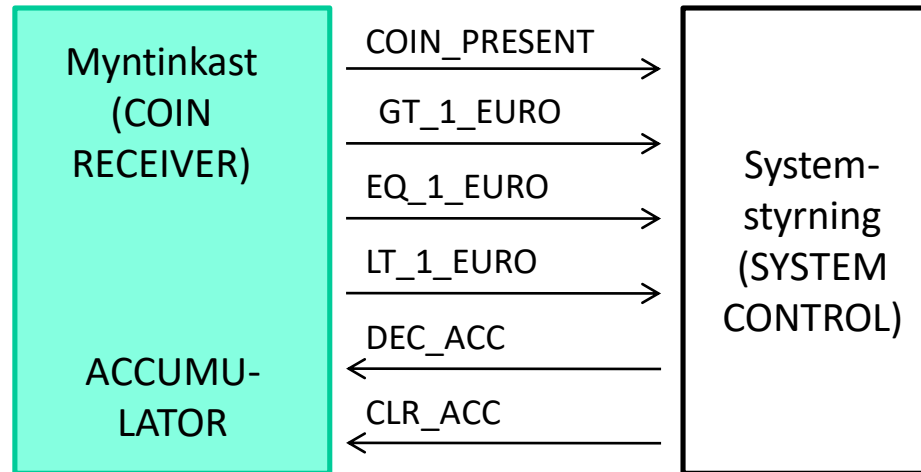 Myntinkast
(COIN
RECEIVER)
ACCUMU-
LATOR
COIN_PRESENT
GT_1_EURO
EQ_1_EURO
LT_1_EURO
DEC_ACC
CLR_ACC
System-
styrning
(SYSTEM
CONTROL)